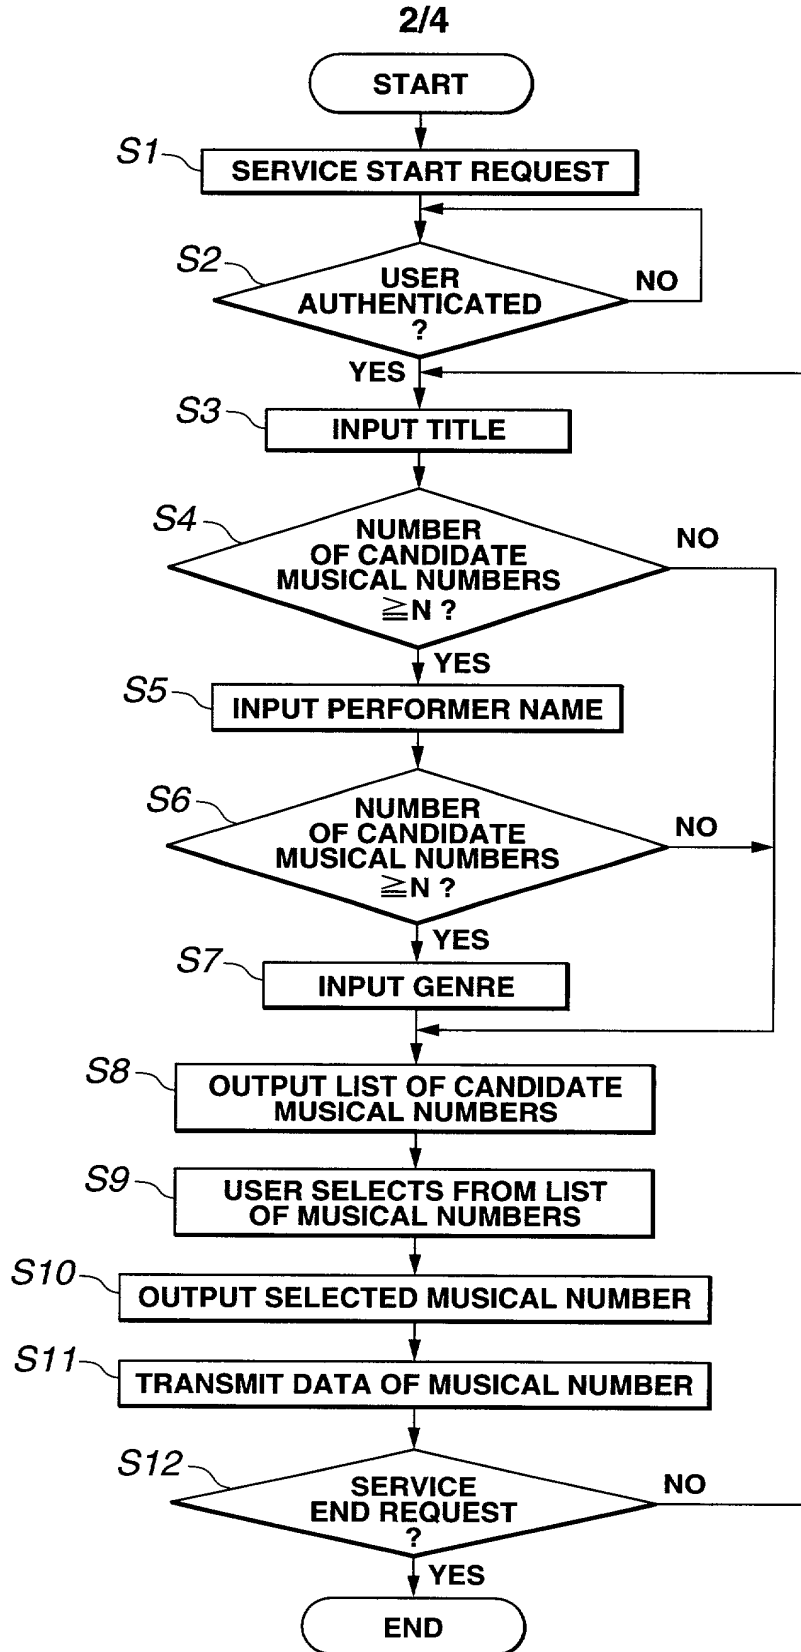 2/4
START
S1
SERVICE START REQUEST
S2
USER
AUTHENTICATED
?
NO
YES
S3
INPUT TITLE
S4
NUMBER
OF CANDIDATE
MUSICAL NUMBERS
≧N ?
NO
YES
S5
INPUT PERFORMER NAME
S6
NUMBER
OF CANDIDATE
MUSICAL NUMBERS
≧N ?
NO
YES
S7
INPUT GENRE
S8
OUTPUT LIST OF CANDIDATE
MUSICAL NUMBERS
S9
USER SELECTS FROM LIST
OF MUSICAL NUMBERS
S10
OUTPUT SELECTED MUSICAL NUMBER
S11
TRANSMIT DATA OF MUSICAL NUMBER
S12
SERVICE
END REQUEST
?
NO
YES
END